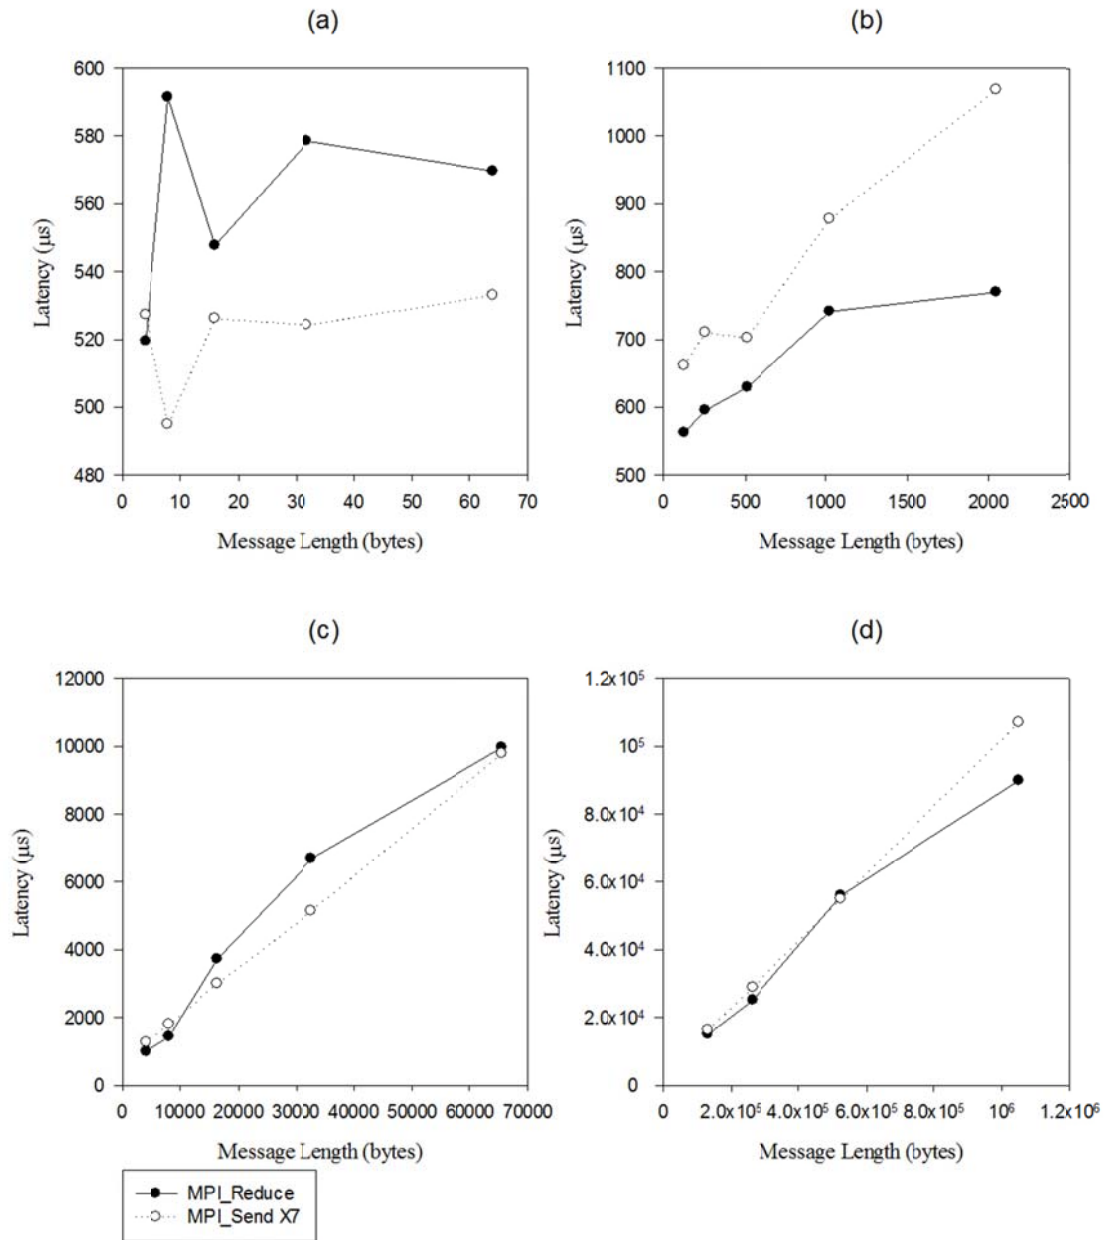 (a)
(b)
600
580
560
540
520
500
480
Latency (μs)
0 10 20 30 40 50 60 70
Message Length (bytes)
1100
1000
900
800
700
600
500
Latency (μs)
0 500 1000 1500 2000 2500
Message Length (bytes)
(c)
(d)
12000
10000
8000
6000
4000
2000
0
Latency (μs)
0 10000 20000 30000 40000 50000 60000 70000
Message Length (bytes)
1.2x10⁵
10⁵
8.0x10⁴
6.0x10⁴
4.0x10⁴
2.0x10⁴
0
Latency (μs)
0 2.0x10⁵ 4.0x10⁵ 6.0x10⁵ 8.0x10⁵ 10⁶ 1.2x10⁶
Message Length (bytes)
MPI_Reduce
MPI_Send X7